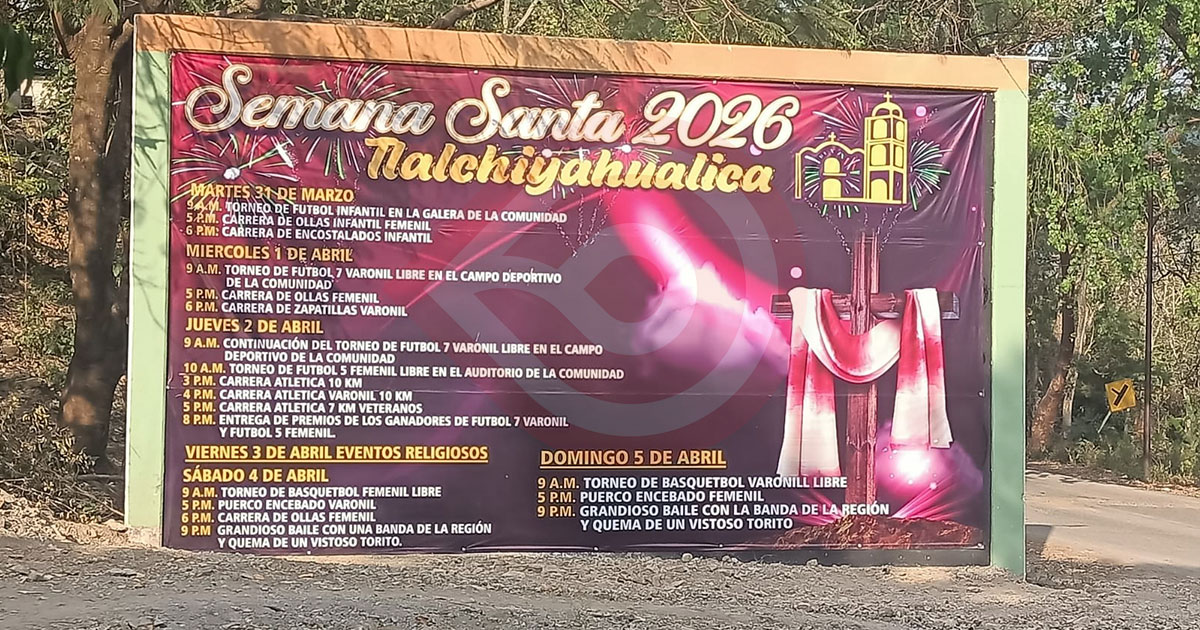 Semana Santa 2026
Tlalchiyahualica
MARTES 31 DE MARZO
9 A.M. TORNEO DE FUTBOL INFANTIL EN LA GALERA DE LA COMUNIDAD
5 P.M. CARRERA DE OLLAS INFANTIL FEMENIL
6 P.M: CARRERA DE ENCOSTALADOS INFANTIL
MIERCOLES 1 DE ABRIL
9 A.M. TORNEO DE FUTBOL 7 VARONIL LIBRE EN EL CAMPO DEPORTIVO
DE LA COMUNIDAD
5 P.M. CARRERA DE OLLAS FEMENIL
6 P.M. CARRERA DE ZAPATILLAS VARONIL
JUEVES 2 DE ABRIL
9 A.M. CONTINUACIÓN DEL TORNEO DE FUTBOL 7 VARONIL LIBRE EN EL CAMPO
DEPORTIVO DE LA COMUNIDAD
10 A.M. TORNEO DE FUTBOL 5 FEMENIL LIBRE EN EL AUDITORIO DE LA COMUNIDAD
3 P.M. CARRERA ATLETICA 10 KM
4 P.M. CARRERA ATLETICA VARONIL 10 KM
5 P.M. CARRERA ATLETICA 7 KM VETERANOS
8 P.M. ENTREGA DE PREMIOS DE LOS GANADORES DE FUTBOL 7 VARONIL
Y FUTBOL 5 FEMENIL.
VIERNES 3 DE ABRIL EVENTOS RELIGIOSOS
SÁBADO 4 DE ABRIL
9 A.M. TORNEO DE BASQUETBOL FEMENIL LIBRE
5 P.M. PUERCO ENCEBADO VARONIL
6 P.M. CARRERA DE OLLAS FEMENIL
9 P.M GRANDIOSO BAILE CON UNA BANDA DE LA REGIÓN
Y QUEMA DE UN VISTOSO TORITO.
DOMINGO 5 DE ABRIL
9 A.M. TORNEO DE BASQUETBOL VARONILL LIBRE
5 P.M. PUERCO ENCEBADO FEMENIL
9 P.M. GRANDIOSO BAILE CON LA BANDA DE LA REGIÓN
Y QUEMA DE UN VISTOSO TORITO